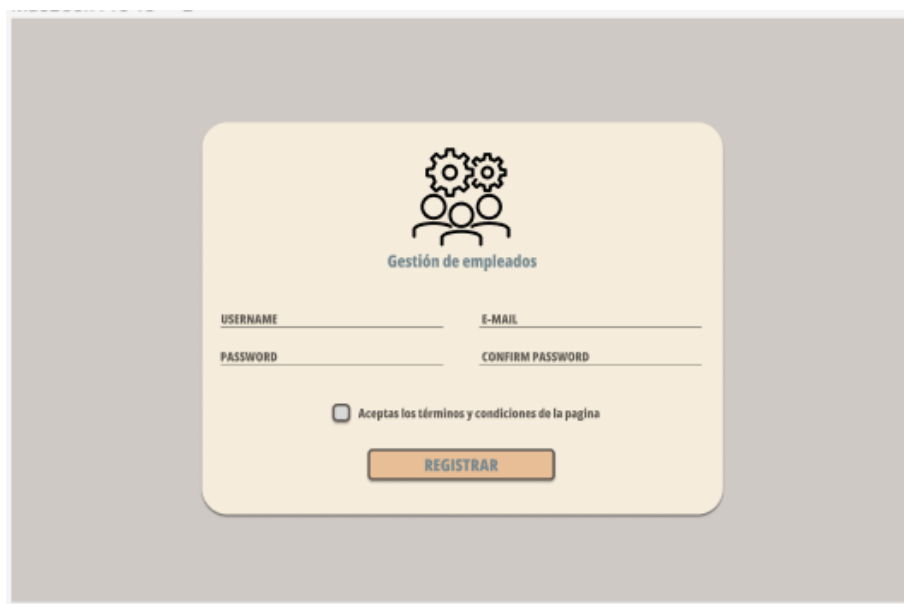 Gestión de empleados
USERNAME E-MAIL
PASSWORD CONFIRM PASSWORD
Aceptas los términos y condiciones de la pagina
REGISTRAR